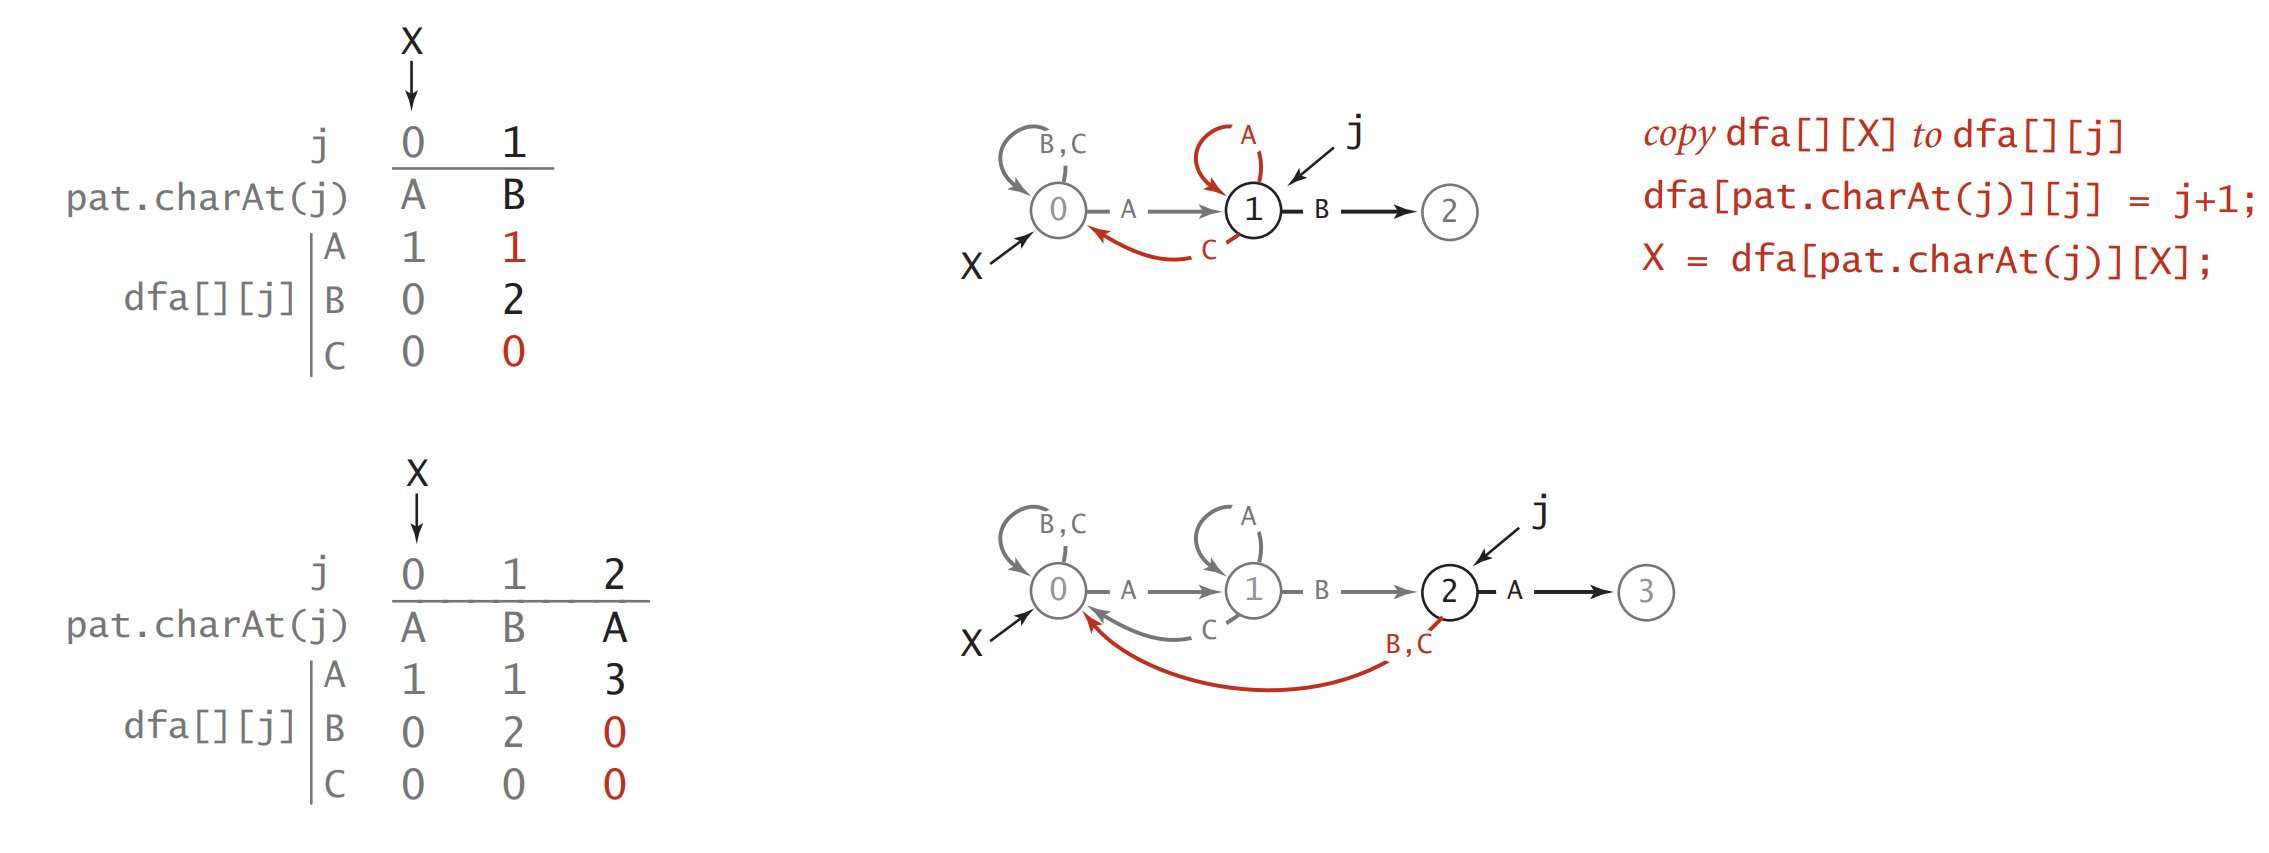 X
j 0 1
pat.charAt(j) A B
A 1 1
dfa[][j] B 0 2
C 0 0
B,C A j
0 A 1 B 2
X C
copy dfa[][X] to dfa[][j]
dfa[pat.charAt(j)][j] = j+1;
X = dfa[pat.charAt(j)][X];
X
j 0 1 2
pat.charAt(j) A B A
A 1 1 3
dfa[][j] B 0 2 0
C 0 0 0
B,C A j
0 A 1 B 2 A 3
X C B,C